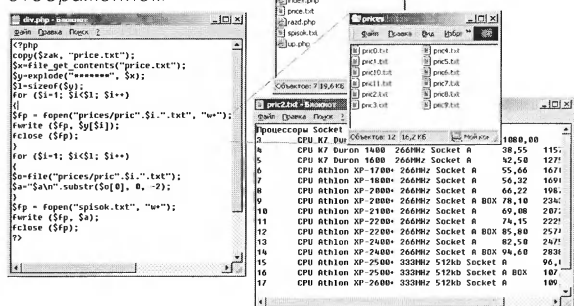 div.php - Блокнот
Файл Правка Поиск ?
<?php
copy($zak, "price.txt");
$x=file_get_contents("price.txt");
$y=explode("*******", $x);
$l=sizeof($y);
for ($i=1; $i<$l; $i++)
{
$fp = fopen("prices/pric".$i.".txt", "w+");
fwrite ($fp, $y[$i]);
fclose ($fp);
}
for ($i=1; $i<$l; $i++)
{
$o=file("prices/pric".$i.".txt");
$a="$a\n".substr($o[0], 0, -2);
}
$fp = fopen("spisok.txt", "w+");
fwrite ($fp, $a);
fclose ($fp);
?>
price.txt
razd.php
spisok.txt
up.php
Объектов: 7 19,6 КБ
prices
Файл Правка Вид Избр »
pric0.txt
pric1.txt
pric10.txt
pric11.txt
pric2.txt
pric3.txt
pric4.txt
pric5.txt
pric6.txt
pric7.txt
pric8.txt
pric9.txt
Объектов: 12 16,2 КБ
pric2.txt - Блокнот
Файл Правка Поиск ?
Процессоры Socket
3 CPU K7 1080,00
4 CPU K7 Duron 1400 266MHz Socket A 38,55
5 CPU K7 Duron 1600 266MHz Socket A 42,50
6 CPU Athlon XP-1700+ 266MHz Socket A 55,66
7 CPU Athlon XP-1800+ 266MHz Socket A 56,32
8 CPU Athlon XP-2000+ 266MHz Socket A 66,22
9 CPU Athlon XP-2000+ 266MHz Socket A BOX 78,10
10 CPU Athlon XP-2100+ 266MHz Socket A 69,08
11 CPU Athlon XP-2200+ 266MHz Socket A 74,15
12 CPU Athlon XP-2200+ 266MHz Socket A BOX 85,80
13 CPU Athlon XP-2400+ 266MHz Socket A 82,50
14 CPU Athlon XP-2400+ 266MHz Socket A BOX 94,60
15 CPU Athlon XP-2500+ 333MHz 512kb Socket A
16 CPU Athlon XP-2500+ 333MHz 512kb Socket A BOX
17 CPU Athlon XP-2600+ 333MHz 512kb Socket A